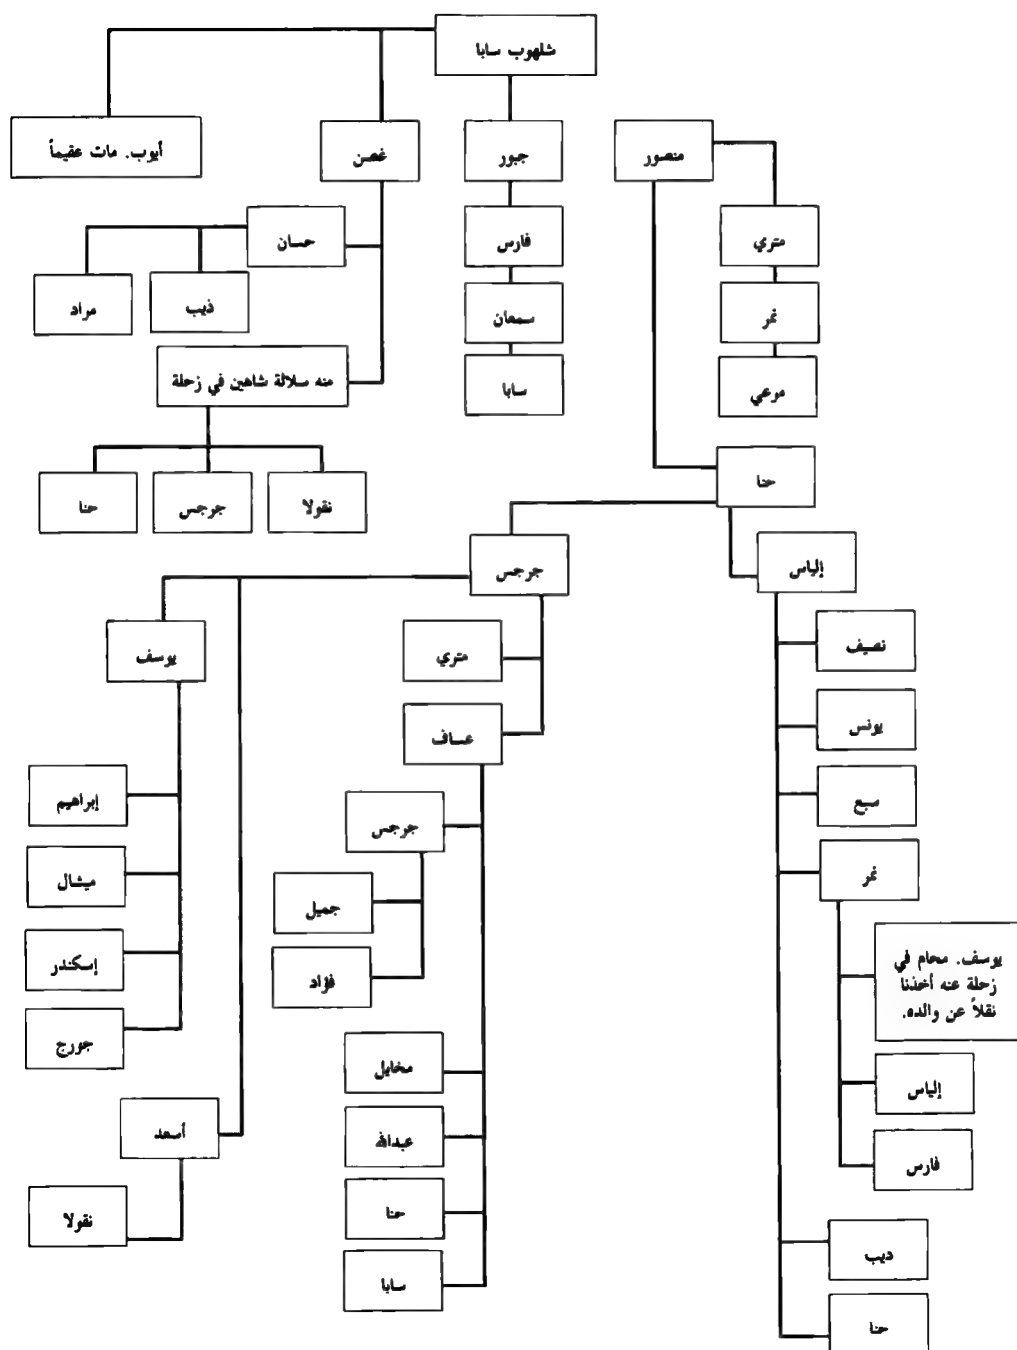 شلهوب سابا
منصور
جبور
غصن
أيوب. مات عقيماً
متري
فارس
حسان
نمر
سمعان
ذيب
مراد
موعي
سابا
منه سلالة شاهين في زحلة
حنا
نقولا
جرجس
حنا
إلياس
جرجس
نصيف
متري
يوسف
يونس
عساف
سبع
جرجس
إبراهيم
نمر
جميل
ميشال
يوسف. محام في
زحلة عنه أخذنا
نقلاً عن والده.
فؤاد
إسكندر
جورج
إلياس
مخايل
فارس
عبدالله
أسعد
حنا
نقولا
ديب
سابا
حنا